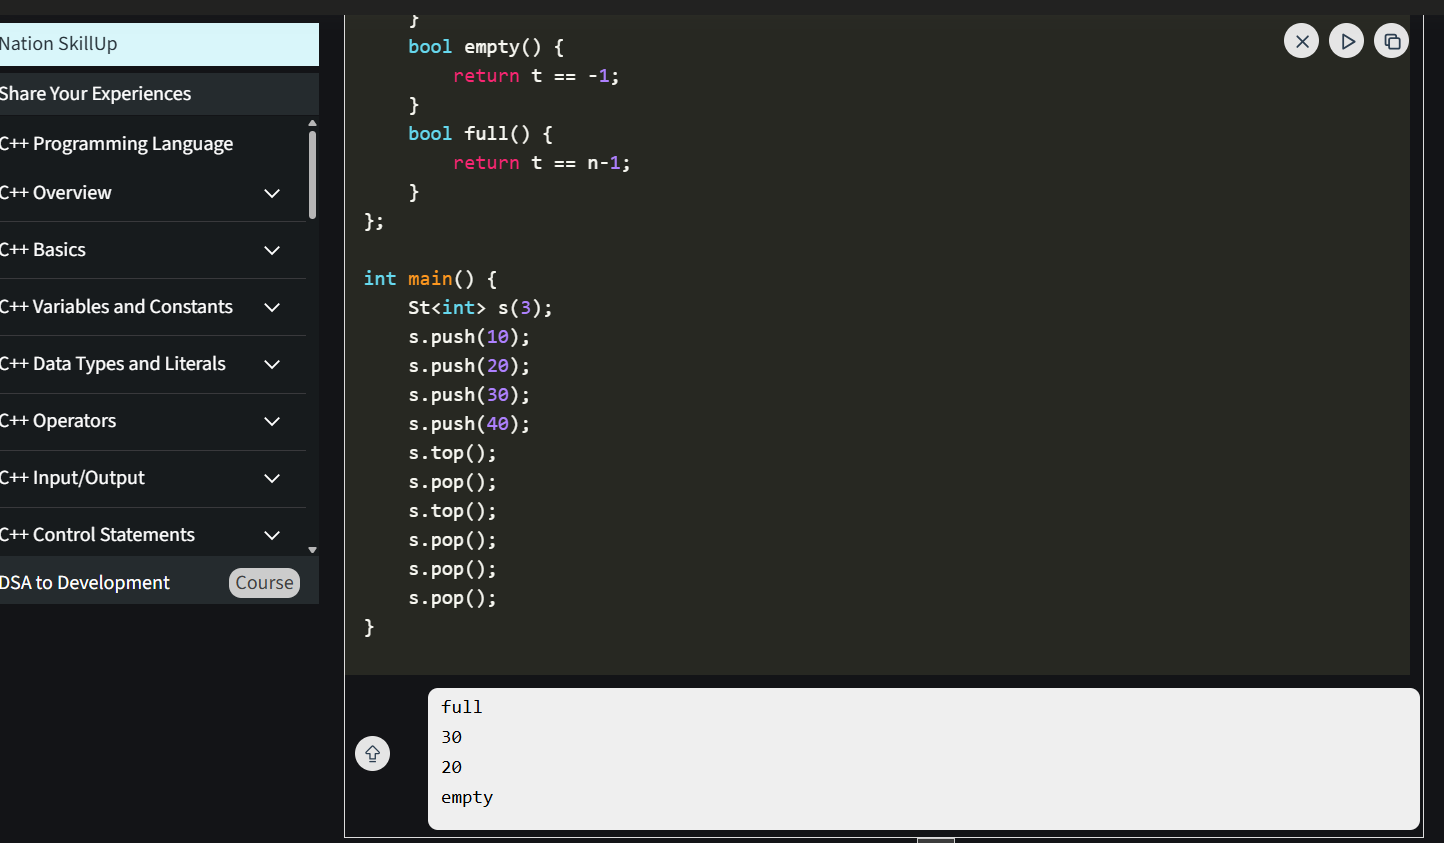 Nation SkillUp
Share Your Experiences
C++ Programming Language
C++ Overview
C++ Basics
C++ Variables and Constants
C++ Data Types and Literals
C++ Operators
C++ Input/Output
C++ Control Statements
DSA to Development
Course
    }
    bool empty() {
        return t == -1;
    }
    bool full() {
        return t == n-1;
    }
};

int main() {
    St<int> s(3);
    s.push(10);
    s.push(20);
    s.push(30);
    s.push(40);
    s.top();
    s.pop();
    s.top();
    s.pop();
    s.pop();
    s.pop();
}
full
30
20
empty